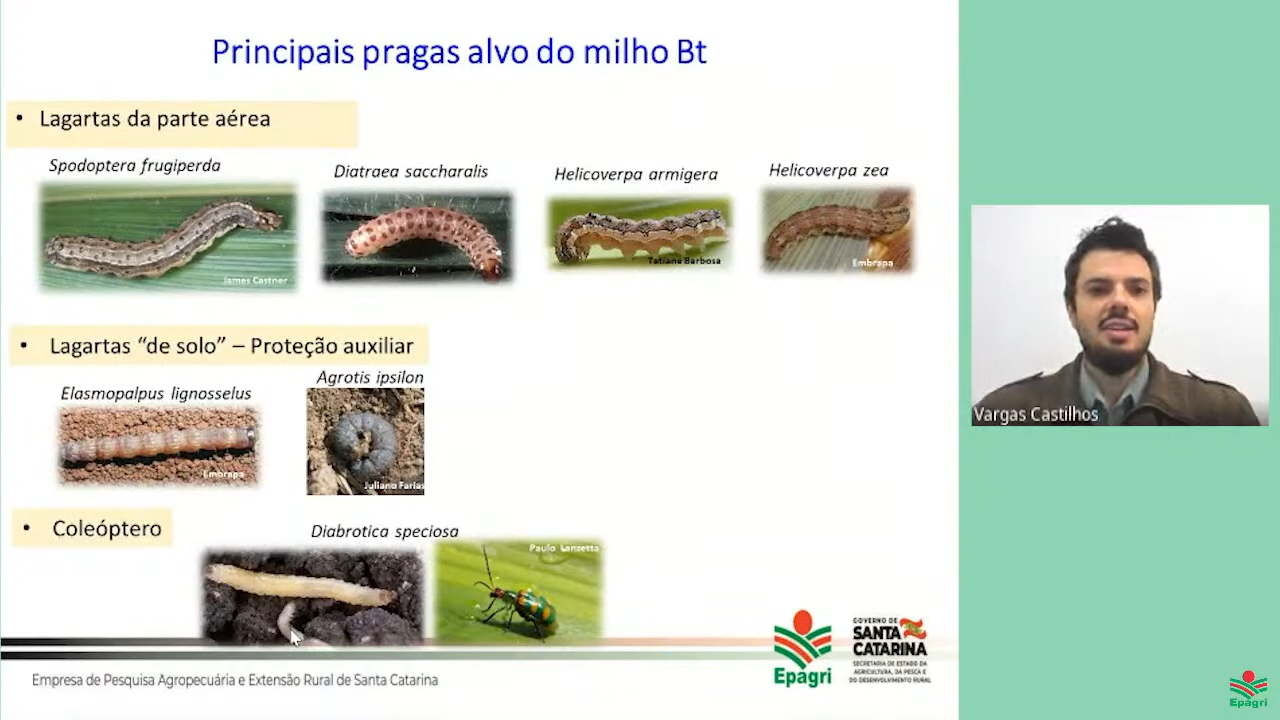 Principais pragas alvo do milho Bt
• Lagartas da parte aérea
Spodoptera frugiperda
Diatraea saccharalis
Helicoverpa armigera
Helicoverpa zea
James Castner
Tatiane Barbosa
Embrapa
• Lagartas “de solo” – Proteção auxiliar
Elasmopalpus lignosselus
Agrotis ipsilon
Embrapa
Juliano Farias
• Coleóptero
Diabrotica speciosa
Paulo Lanzetta
Vargas Castilhos
Empresa de Pesquisa Agropecuária e Extensão Rural de Santa Catarina
Epagri
GOVERNO DE
SANTA
CATARINA
SECRETARIA DE ESTADO DA
AGRICULTURA, DA PESCA E
DO DESENVOLVIMENTO RURAL
Epagri